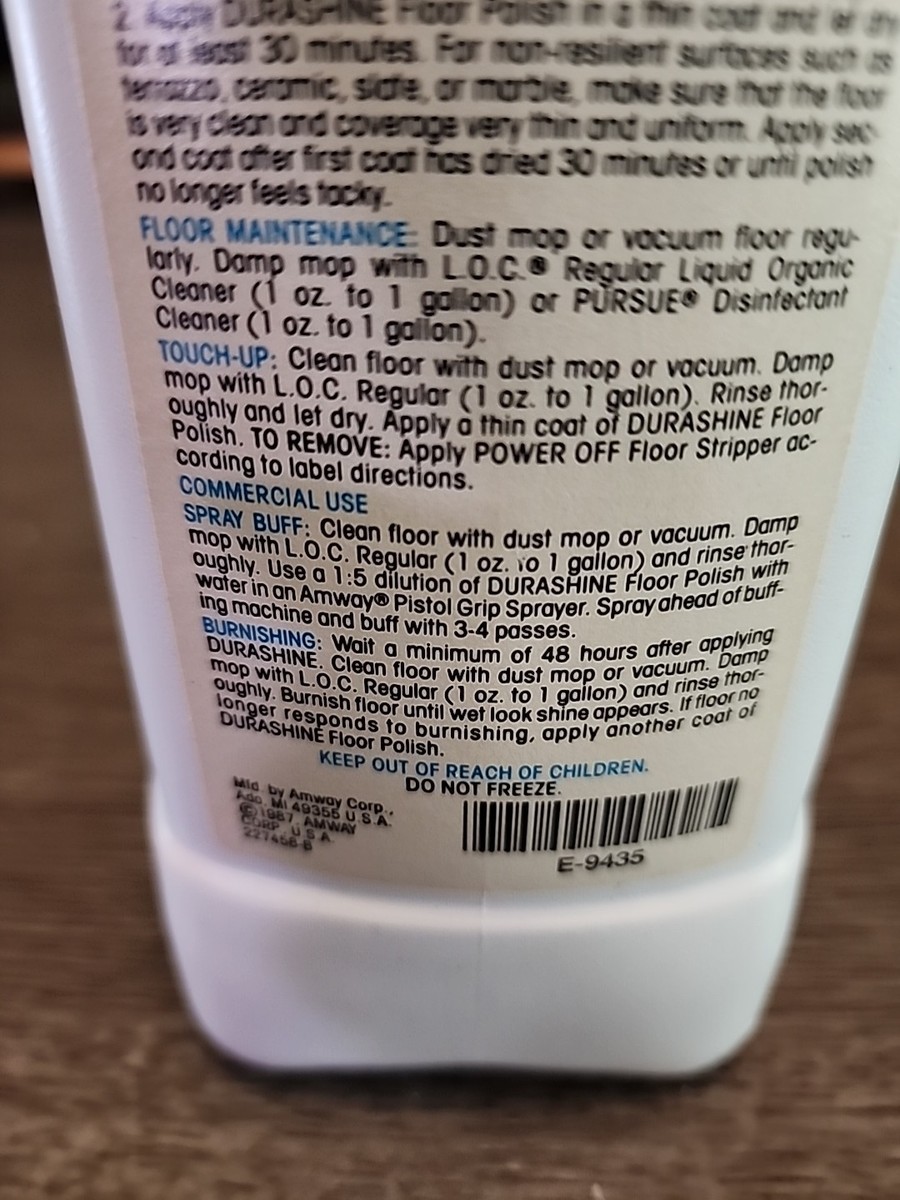 2. Apply DURASHINE Floor Polish in a thin coat and let dry
for at least 30 minutes. For non-resilient surfaces such as
terrazzo, ceramic, slate, or marble, make sure that the floor
is very clean and coverage very thin and uniform. Apply sec-
ond coat after first coat has dried 30 minutes or until polish
no longer feels tacky.
FLOOR MAINTENANCE: Dust mop or vacuum floor regu-
larly. Damp mop with L.O.C.® Regular Liquid Organic
Cleaner (1 oz. to 1 gallon) or PURSUE® Disinfectant
Cleaner (1 oz. to 1 gallon).
TOUCH-UP: Clean floor with dust mop or vacuum. Damp
mop with L.O.C. Regular (1 oz. to 1 gallon). Rinse thor-
oughly and let dry. Apply a thin coat of DURASHINE Floor
Polish. TO REMOVE: Apply POWER OFF Floor Stripper ac-
cording to label directions.
COMMERCIAL USE
SPRAY BUFF: Clean floor with dust mop or vacuum. Damp
mop with L.O.C. Regular (1 oz. to 1 gallon) and rinse thor-
oughly. Use a 1:5 dilution of DURASHINE Floor Polish with
water in an Amway® Pistol Grip Sprayer. Spray ahead of buff-
ing machine and buff with 3-4 passes.
BURNISHING: Wait a minimum of 48 hours after applying
DURASHINE. Clean floor with dust mop or vacuum. Damp
mop with L.O.C. Regular (1 oz. to 1 gallon) and rinse thor-
oughly. Burnish floor until wet look shine appears. If floor no
longer responds to burnishing, apply another coat of
DURASHINE Floor Polish.
KEEP OUT OF REACH OF CHILDREN.
DO NOT FREEZE.
Mfd. by Amway Corp.,
Ada, MI 49355 U.S.A.
©1987, AMWAY
CORP., U.S.A.
227458-B
E-9435